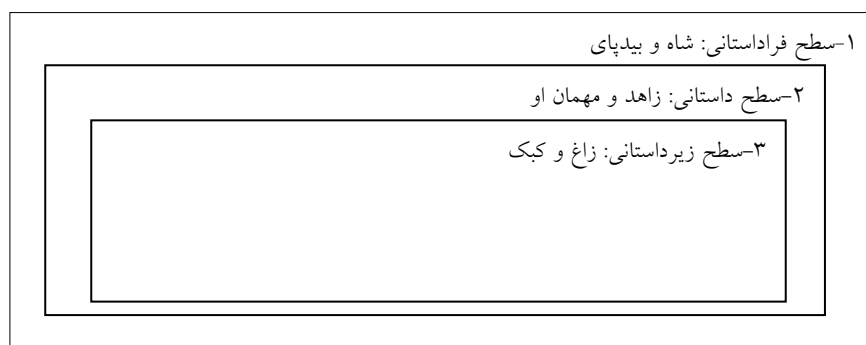 ۱-سطح فراداستانی: شاه و بیدپای
۲-سطح داستانی: زاهد و مهمان او
۳-سطح زیرداستانی: زاغ و کبک